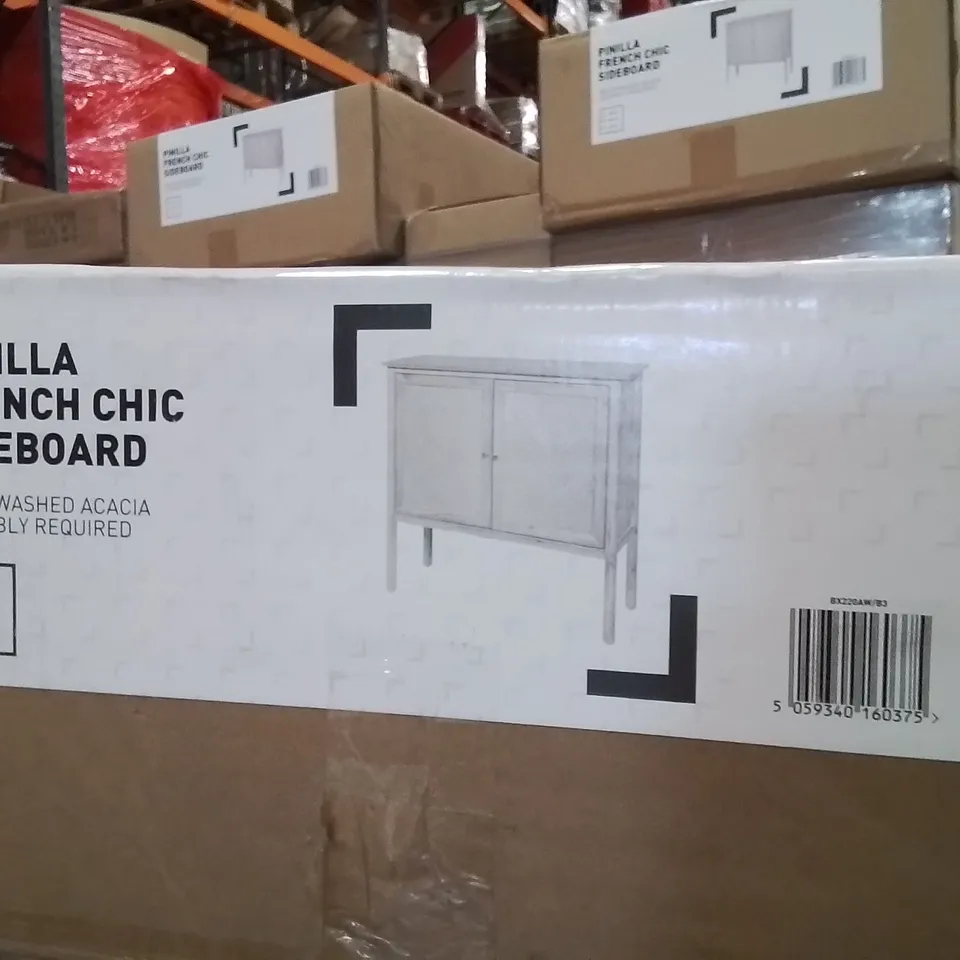 PINILLA
FRENCH CHIC
SIDEBOARD
PINILLA
FRENCH CHIC
SIDEBOARD
ILLA
NCH CHIC
EBOARD
WASHED ACACIA
BLY REQUIRED
BX220AW/B3
5 059340 160375 >